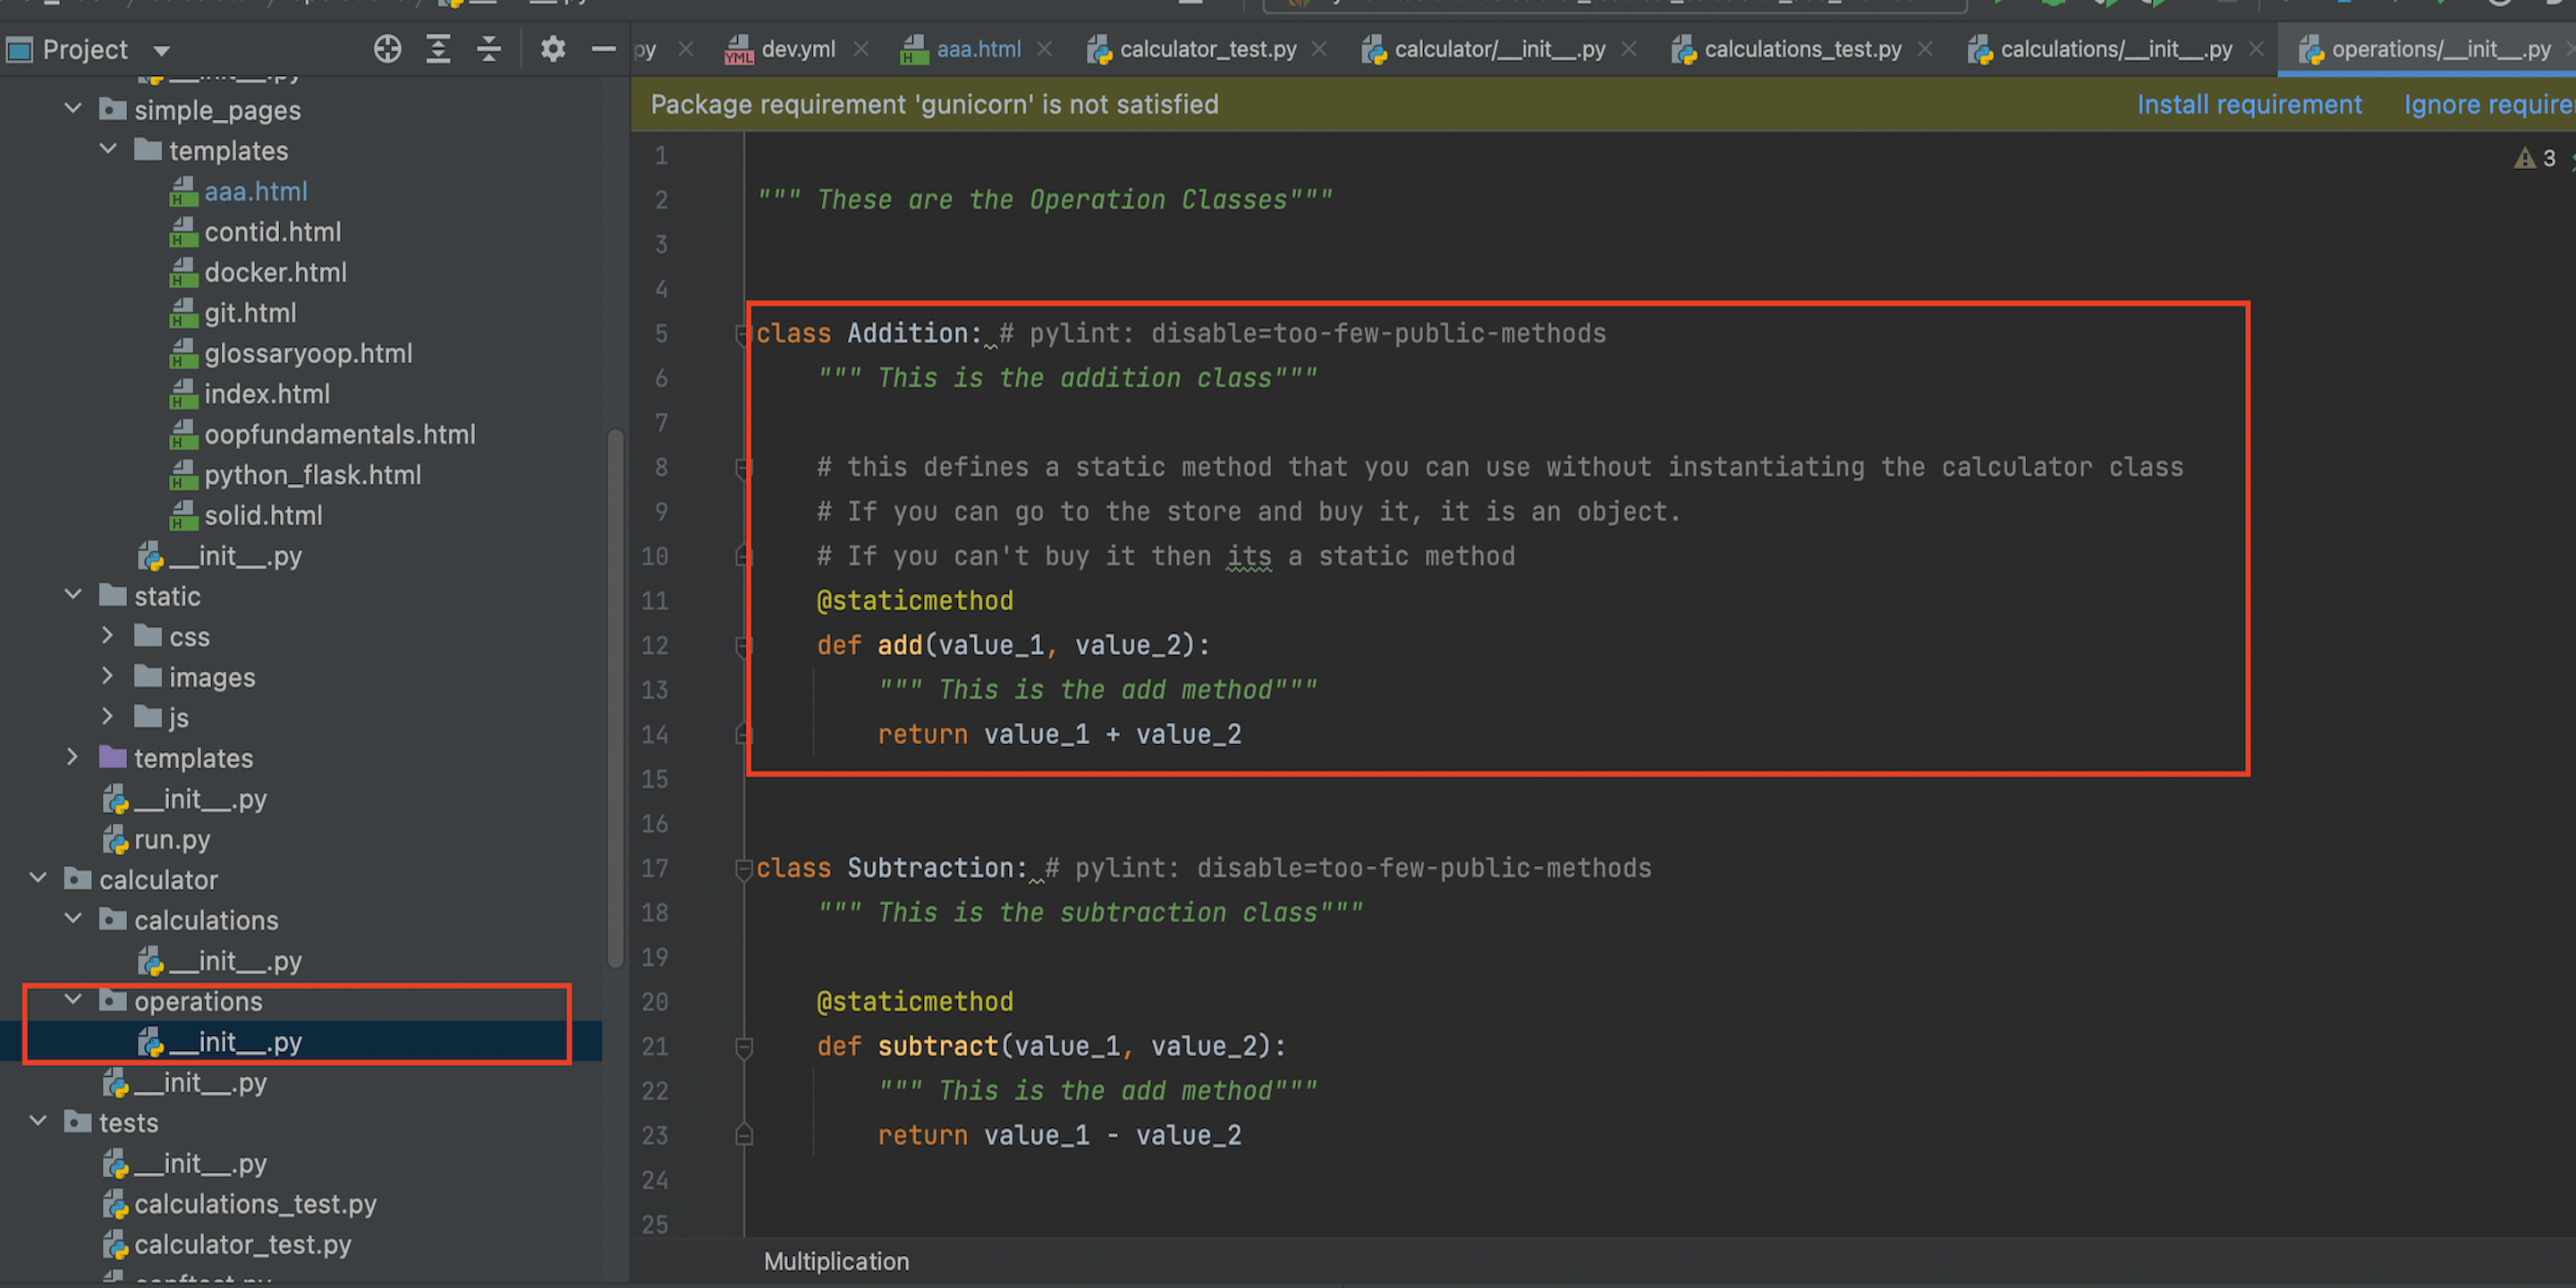 Project
py
dev.yml
aaa.html
calculator_test.py
calculator/__init__.py
calculations_test.py
calculations/__init__.py
operations/__init__.py
__init__.py
simple_pages
templates
aaa.html
contid.html
docker.html
git.html
glossaryoop.html
index.html
oopfundamentals.html
python_flask.html
solid.html
__init__.py
static
css
images
js
templates
__init__.py
run.py
calculator
calculations
__init__.py
operations
__init__.py
__init__.py
tests
__init__.py
calculations_test.py
calculator_test.py
Package requirement 'gunicorn' is not satisfied
Install requirement
Ignore require
3
1
2 """ These are the Operation Classes"""
3
4
5 class Addition: # pylint: disable=too-few-public-methods
6 """ This is the addition class"""
7
8 # this defines a static method that you can use without instantiating the calculator class
9 # If you can go to the store and buy it, it is an object.
10 # If you can't buy it then its a static method
11 @staticmethod
12 def add(value_1, value_2):
13 """ This is the add method"""
14 return value_1 + value_2
15
16
17 class Subtraction: # pylint: disable=too-few-public-methods
18 """ This is the subtraction class"""
19
20 @staticmethod
21 def subtract(value_1, value_2):
22 """ This is the add method"""
23 return value_1 - value_2
24
25
Multiplication